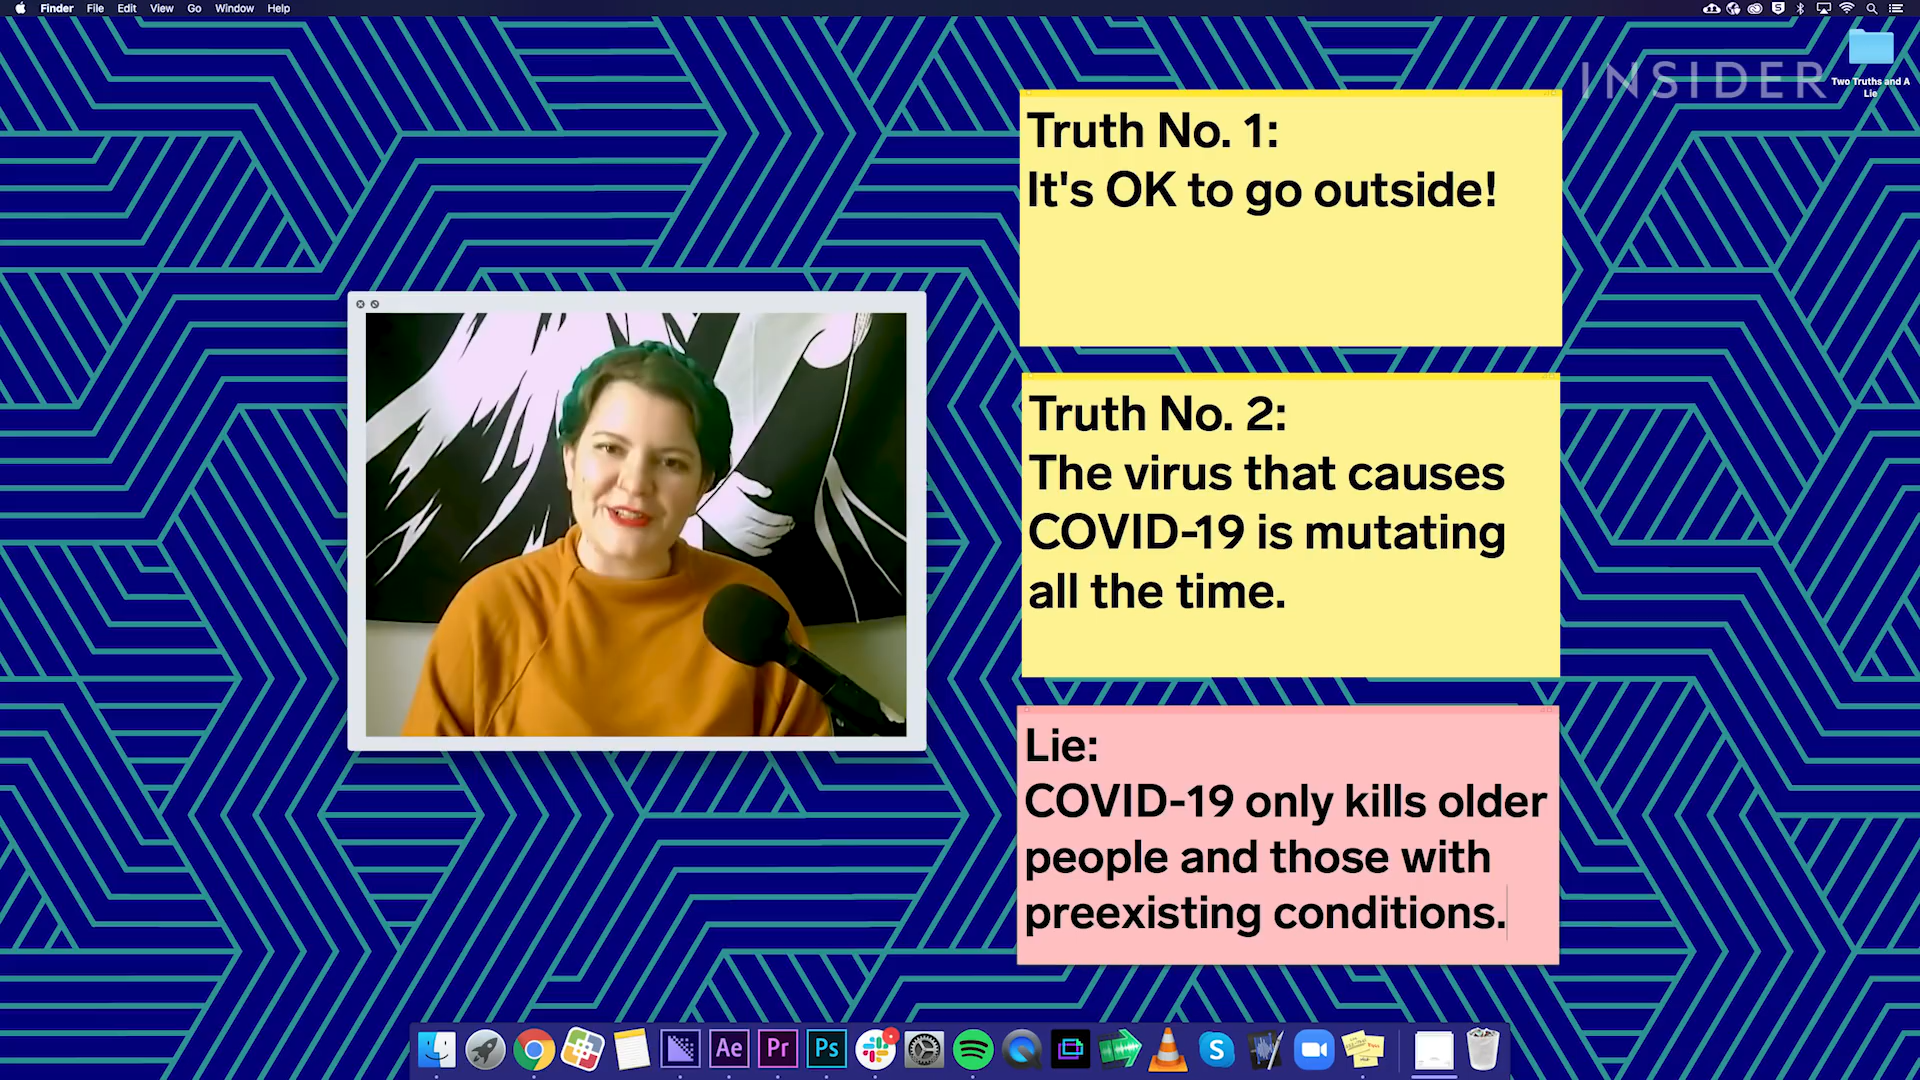 Finder File Edit View Go Window Help
INSIDER
Two Truths and A
Lie
Truth No. 1:
It's OK to go outside!
Truth No. 2:
The virus that causes
COVID-19 is mutating
all the time.
Lie:
COVID-19 only kills older
people and those with
preexisting conditions.
Ae Pr Ps S